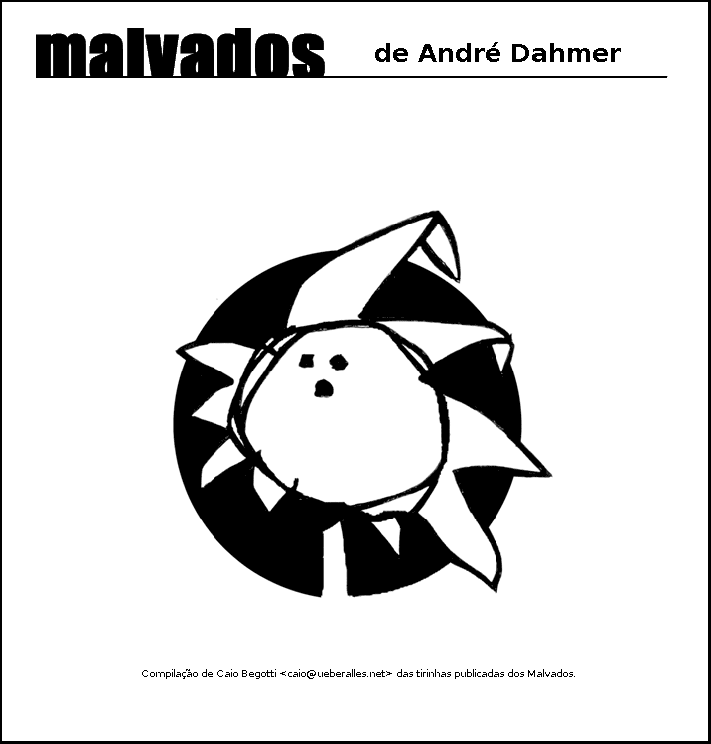 malvados
de André Dahmer
Compilação de Caio Begotti <caio@ueberalles.net> das tirinhas publicadas dos Malvados.